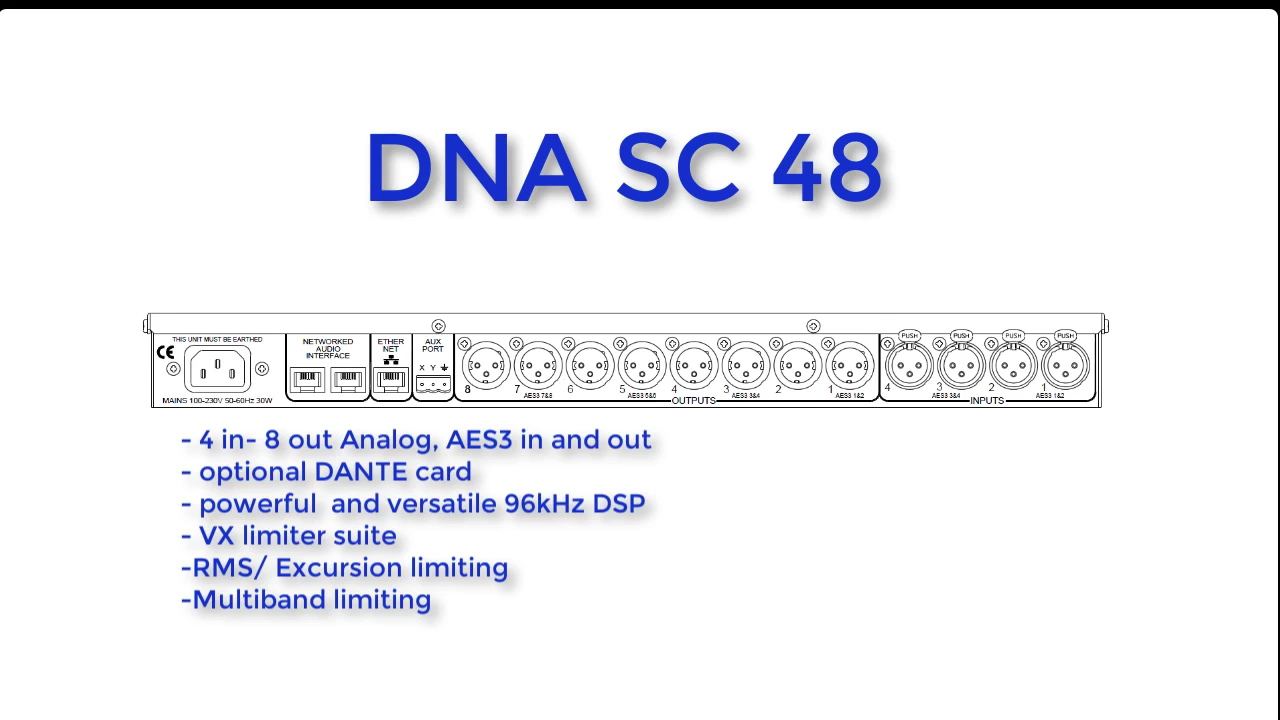 DNA SC 48
THIS UNIT MUST BE EARTHED
CE
MAINS 100-230V 50-60Hz 30W
NETWORKED
AUDIO
INTERFACE
ETHER
NET
AUX
PORT
X Y
8 7 6 5 4 3 2 1
AES3 7&8 AES3 5&6 AES3 3&4 AES3 1&2
OUTPUTS
PUSH PUSH PUSH PUSH
4 3 2 1
AES3 3&4 AES3 1&2
INPUTS
- 4 in- 8 out Analog, AES3 in and out
- optional DANTE card
- powerful  and versatile 96kHz DSP
- VX limiter suite
-RMS/ Excursion limiting
-Multiband limiting